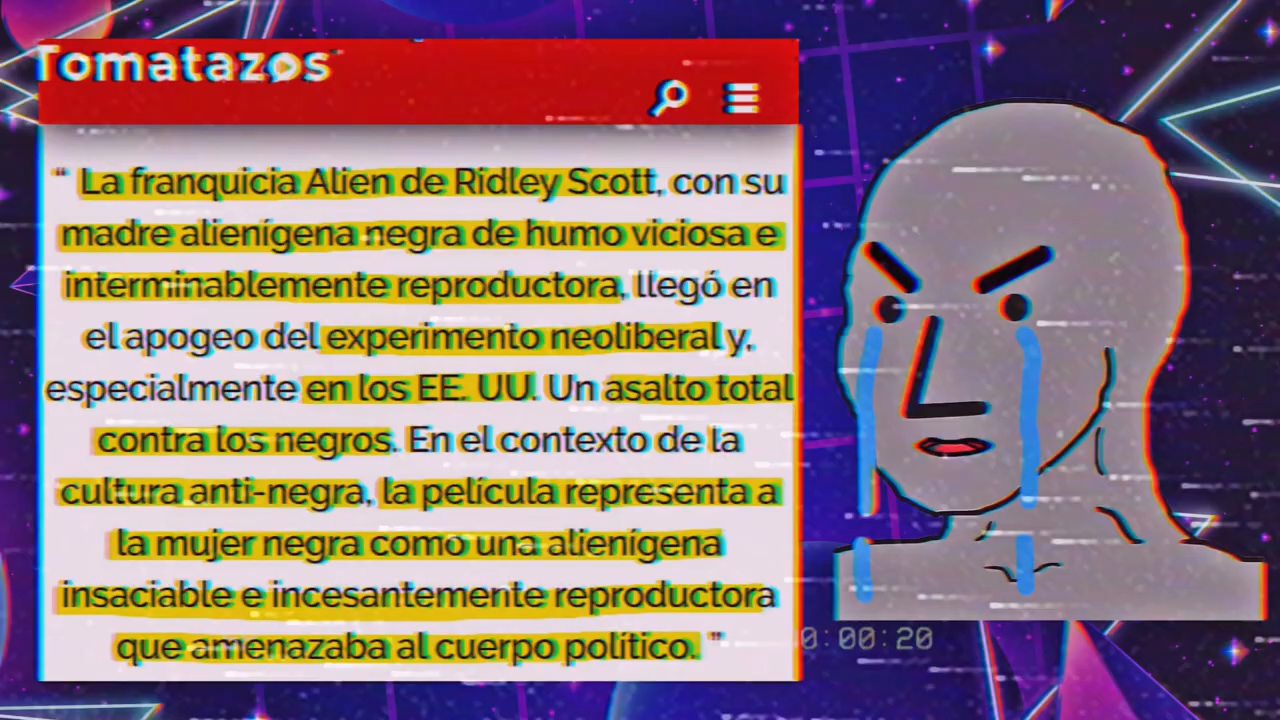 Tomatazos
" La franquicia Alien de Ridley Scott, con su
madre alienígena negra de humo viciosa e
interminablemente reproductora, llegó en
el apogeo del experimento neoliberal y,
especialmente en los EE. UU. Un asalto total
contra los negros. En el contexto de la
cultura anti-negra, la película representa a
la mujer negra como una alienígena
insaciable e incesantemente reproductora
que amenazaba al cuerpo político. "
0:00:20